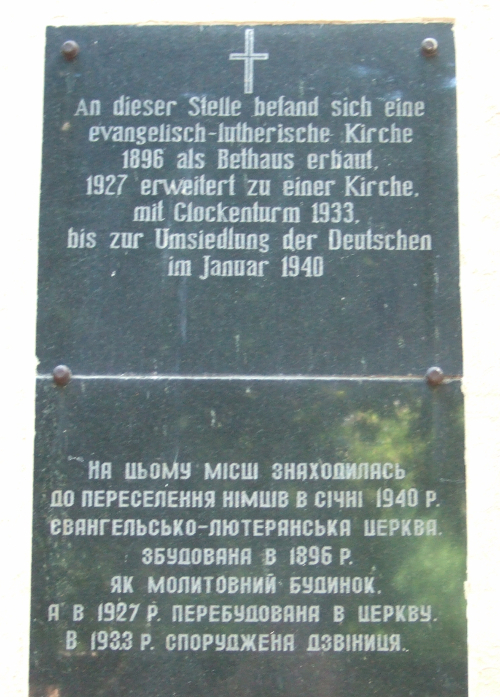 An dieser Stelle befand sich eine
evangelisch-lutherische Kirche
1896 als Bethaus erbaut.
1927 erweitert zu einer Kirche.
mit Glockenturm 1933.
bis zur Umsiedlung der Deutschen
im Januar 1940
НА ЦЬОМУ МІСЦІ ЗНАХОДИЛАСЬ
ДО ПЕРЕСЕЛЕННЯ НІМЦІВ В СІЧНІ 1940 Р.
ЄВАНГЕЛЬСЬКО-ЛЮТЕРЯНСЬКА ЦЕРКВА.
ЗБУДОВАНА В 1896 Р.
ЯК МОЛИТОВНИЙ БУДИНОК.
А В 1927 Р. ПЕРЕБУДОВАНА В ЦЕРКВУ.
В 1933 Р. СПОРУДЖЕНА ДЗВІНИЦЯ.